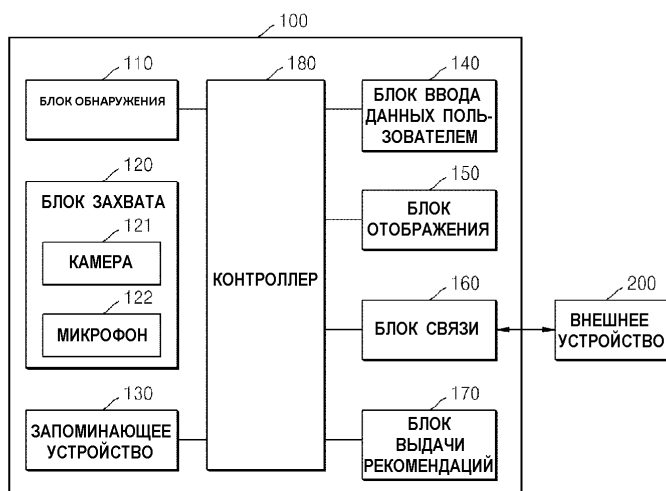 100
110
БЛОК ОБНАРУЖЕНИЯ
120
БЛОК ЗАХВАТА
121
КАМЕРА
122
МИКРОФОН
130
ЗАПОМИНАЮЩЕЕ
УСТРОЙСТВО
180
КОНТРОЛЛЕР
140
БЛОК ВВОДА
ДАННЫХ ПОЛЬ-
ЗОВАТЕЛЕМ
150
БЛОК
ОТОБРАЖЕНИЯ
160
БЛОК СВЯЗИ
170
БЛОК
ВЫДАЧИ
РЕКОМЕНДАЦИЙ
200
ВНЕШНЕЕ
УСТРОЙСТВО